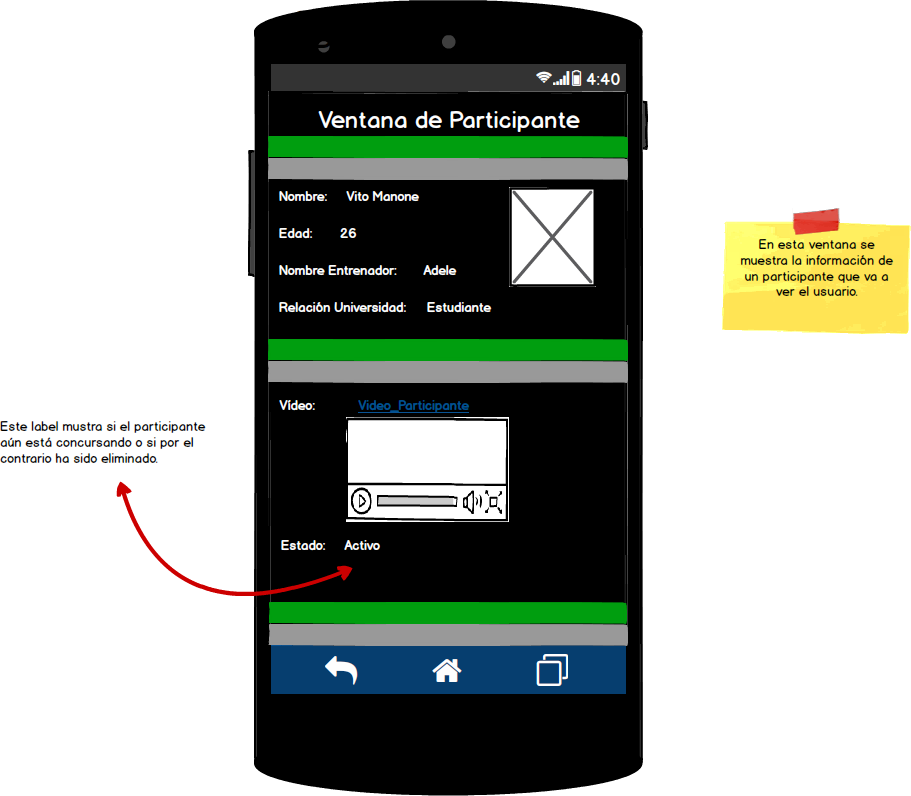 4:40
Ventana de Participante
Nombre: Vito Manone
Edad: 26
Nombre Entrenador: Adele
Relación Universidad: Estudiante
Vídeo: Video_Participante
Estado: Activo
Este label mustra si el participante
aún está concursando o si por el
contrario ha sido eliminado.
En esta ventana se
muestra la información de
un participante que va a
ver el usuario.